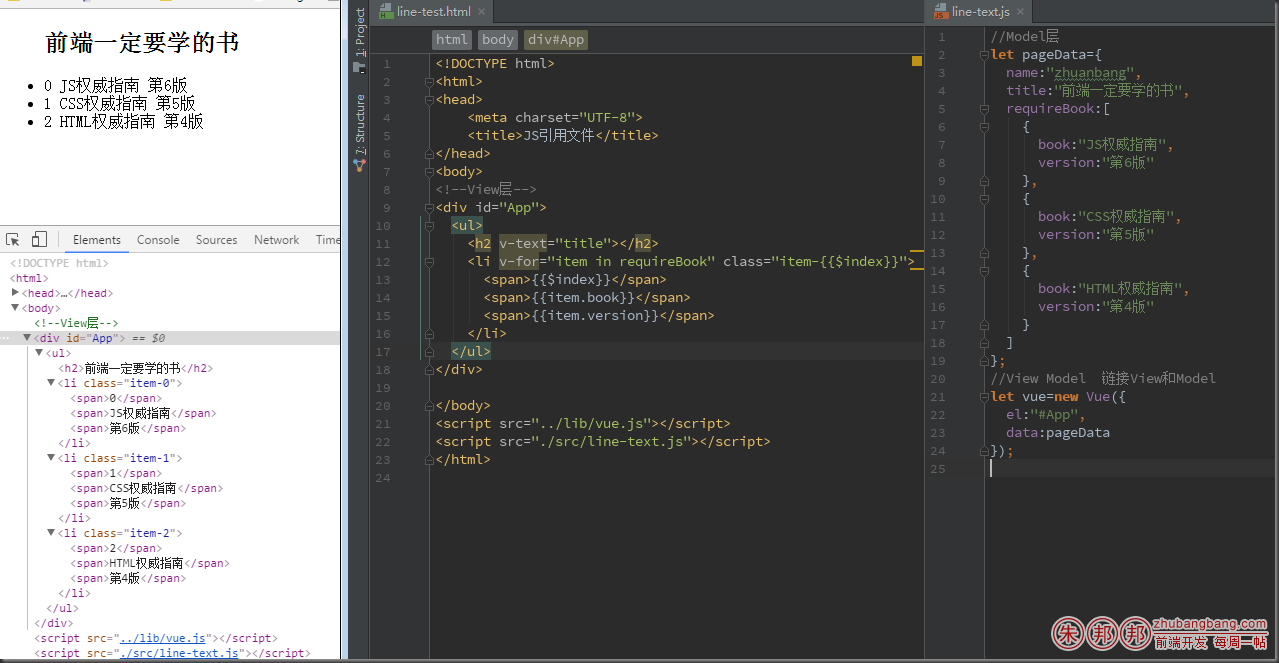 前端一定要学的书
0 JS权威指南 第6版
1 CSS权威指南 第5版
2 HTML权威指南 第4版
Elements Console Sources Network Time
<!DOCTYPE html>
<html>
<head>…</head>
<body>
<!--View层-->
<div id="App"> == $0
<ul>
<h2>前端一定要学的书</h2>
<li class="item-0">
<span>0</span>
<span>JS权威指南</span>
<span>第6版</span>
</li>
<li class="item-1">
<span>1</span>
<span>CSS权威指南</span>
<span>第5版</span>
</li>
<li class="item-2">
<span>2</span>
<span>HTML权威指南</span>
<span>第4版</span>
</li>
</ul>
</div>
<script src="../lib/vue.js"></script>
<script src="./src/line-text.js"></script>
1: Project
7: Structure
line-test.html
html body div#App
1 <!DOCTYPE html>
2 <html>
3 <head>
4 <meta charset="UTF-8">
5 <title>JS引用文件</title>
6 </head>
7 <body>
8 <!--View层-->
9 <div id="App">
10 <ul>
11 <h2 v-text="title"></h2>
12 <li v-for="item in requireBook" class="item-{{$index}}">
13 <span>{{$index}}</span>
14 <span>{{item.book}}</span>
15 <span>{{item.version}}</span>
16 </li>
17 </ul>
18 </div>
19
20 </body>
21 <script src="../lib/vue.js"></script>
22 <script src="./src/line-text.js"></script>
23 </html>
24
line-text.js
1 //Model层
2 let pageData={
3 name:"zhuanbang",
4 title:"前端一定要学的书",
5 requireBook:[
6 {
7 book:"JS权威指南",
8 version:"第6版"
9 },
10 {
11 book:"CSS权威指南",
12 version:"第5版"
13 },
14 {
15 book:"HTML权威指南",
16 version:"第4版"
17 }
18 ]
19 };
20 //View Model 链接View和Model
21 let vue=new Vue({
22 el:"#App",
23 data:pageData
24 });
25
朱邦邦
zhubangbang.com
前端开发 每周一帖